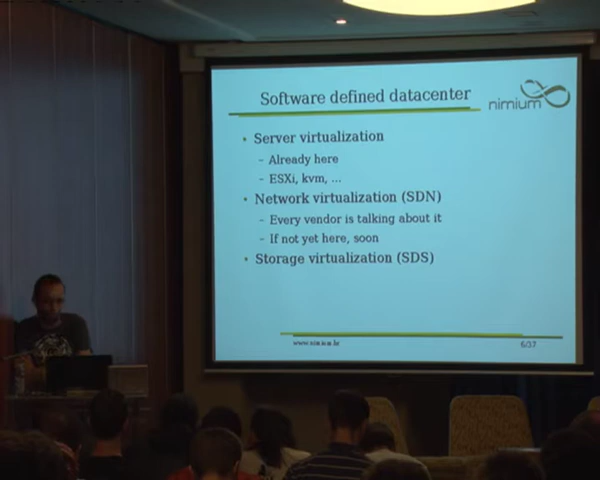 Software defined datacenter
nimium
• Server virtualization
– Already here
– ESXi, kvm, ...
• Network virtualization (SDN)
– Every vendor is talking about it
– If not yet here, soon
• Storage virtualization (SDS)
6/37